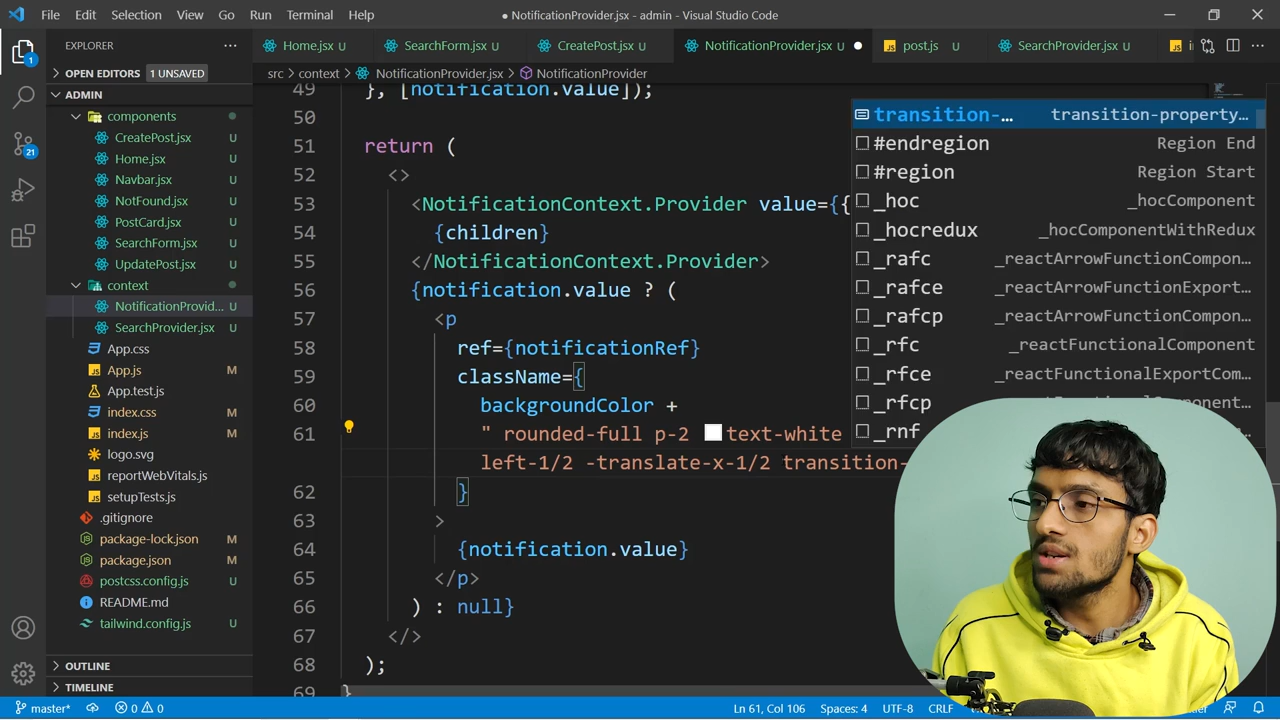 File Edit Selection View Go Run Terminal Help
● NotificationProvider.jsx - admin - Visual Studio Code
EXPLORER
Home.jsx U
SearchForm.jsx U
CreatePost.jsx U
NotificationProvider.jsx U
post.js U
SearchProvider.jsx U
OPEN EDITORS 1 UNSAVED
src > context > NotificationProvider.jsx > NotificationProvider
ADMIN
components
CreatePost.jsx U
Home.jsx U
Navbar.jsx U
NotFound.jsx U
PostCard.jsx U
SearchForm.jsx U
UpdatePost.jsx U
context
NotificationProvid... U
SearchProvider.jsx U
App.css
App.js M
App.test.js
index.css M
index.js M
logo.svg
reportWebVitals.js
setupTests.js
.gitignore
package-lock.json M
package.json M
postcss.config.js U
README.md
tailwind.config.js U
OUTLINE
TIMELINE
49 }, [notification.value]);
50
51 return (
52 <>
53 <NotificationContext.Provider value={{
54 {children}
55 </NotificationContext.Provider>
56 {notification.value ? (
57 <p
58 ref={notificationRef}
59 className={
60 backgroundColor +
61 " rounded-full p-2 text-white
left-1/2 -translate-x-1/2 transition-
62 }
63 >
64 {notification.value}
65 </p>
66 ) : null}
67 </>
68 );
69 }
transition-… transition-property…
#endregion Region End
#region Region Start
_hoc _hocComponent
_hocredux _hocComponentWithRedux
_rafc _reactArrowFunctionCompo…
_rafce _reactArrowFunctionExport…
_rafcp _reactArrowFunctionCompo…
_rfc _reactFunctionalComponent
_rfce _reactFunctionalExportCom…
_rfcp
_rnf
master* 0 0
Ln 61, Col 106 Spaces: 4 UTF-8 CRLF
1
21